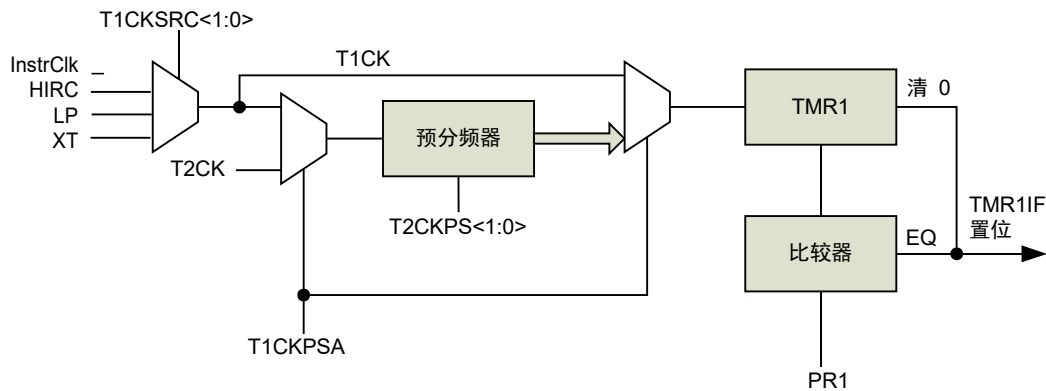 T1CKSRC<1:0>
InstrClk
HIRC
LP
XT
T1CK
T2CK
预分频器
T2CKPS<1:0>
T1CKPSA
TMR1
清 0
比较器
EQ
TMR1IF
置位
PR1